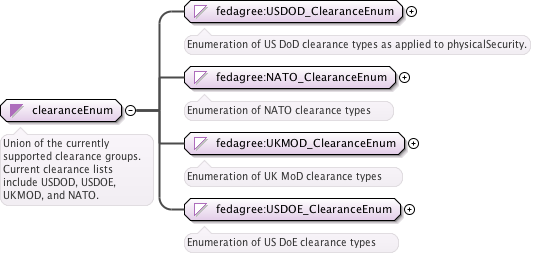 fedagree:USDOD_ClearanceEnum
Enumeration of US DoD clearance types as applied to physicalSecurity.
fedagree:NATO_ClearanceEnum
Enumeration of NATO clearance types
clearanceEnum
Union of the currently
supported clearance groups.
Current clearance lists
include USDOD, USDOE,
UKMOD, and NATO.
fedagree:UKMOD_ClearanceEnum
Enumeration of UK MoD clearance types
fedagree:USDOE_ClearanceEnum
Enumeration of US DoE clearance types